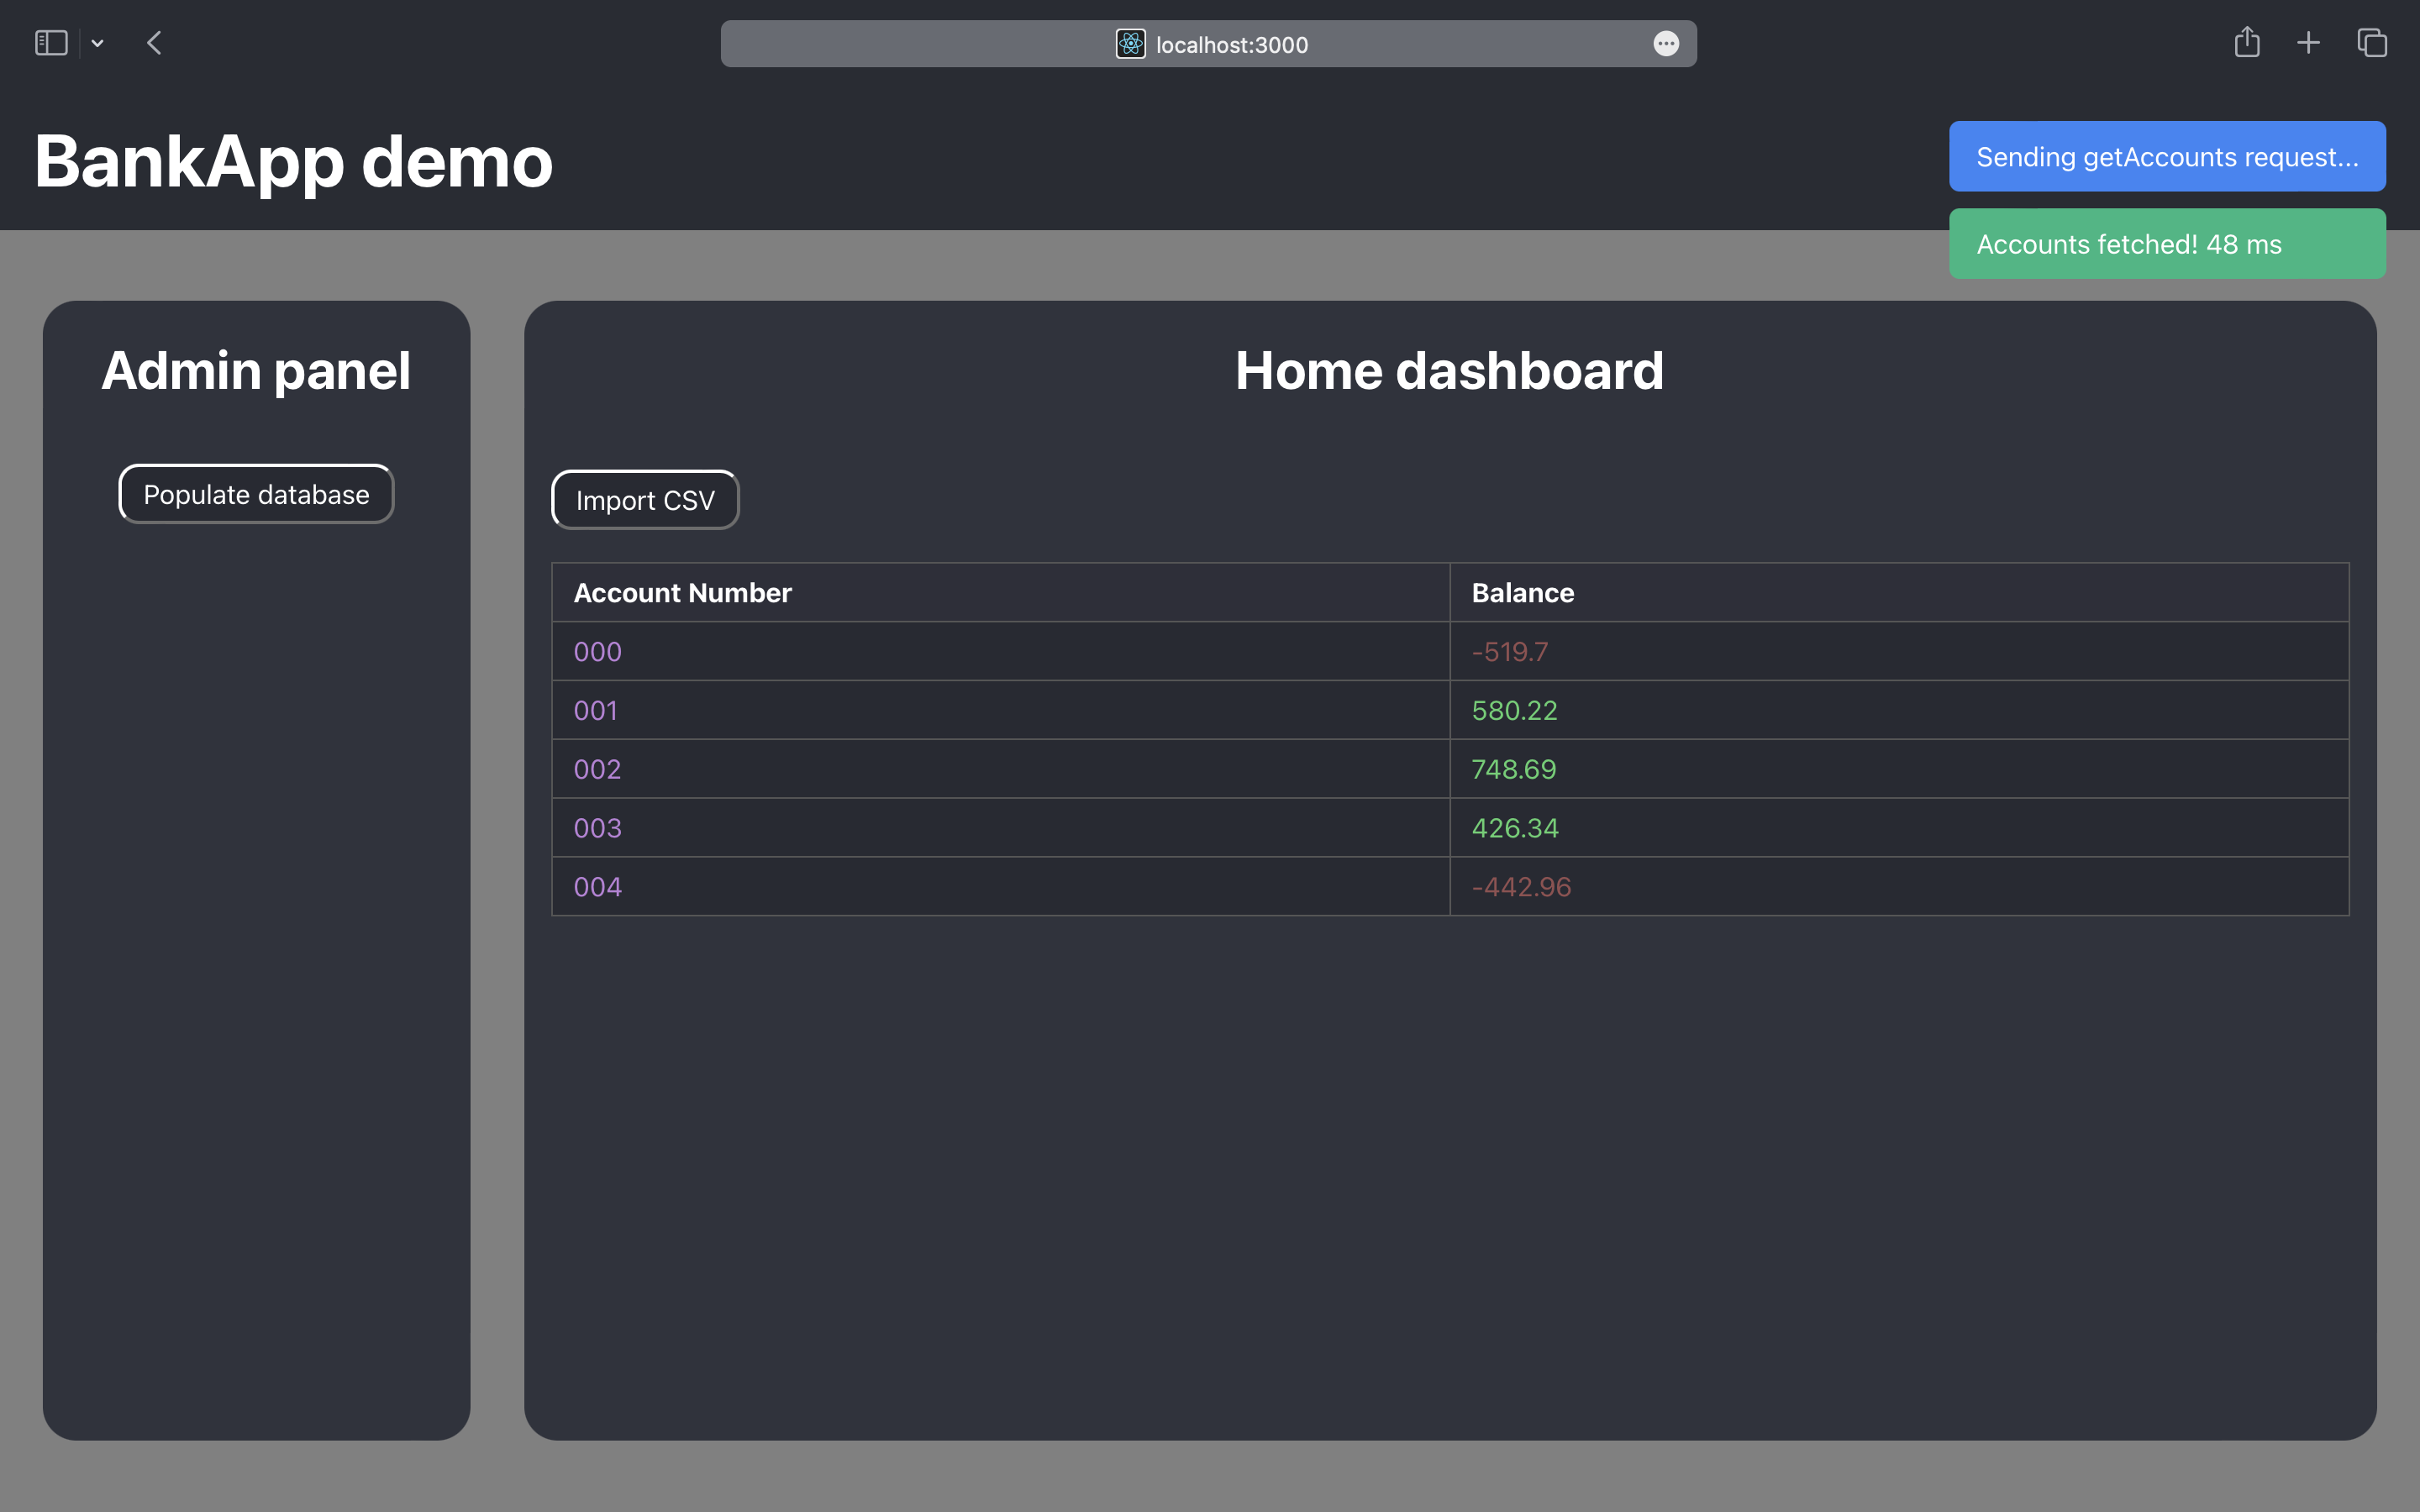 localhost:3000
BankApp demo
Sending getAccounts request...
Accounts fetched! 48 ms
Admin panel
Populate database
Home dashboard
Import CSV
Account Number Balance
000 -519.7
001 580.22
002 748.69
003 426.34
004 -442.96